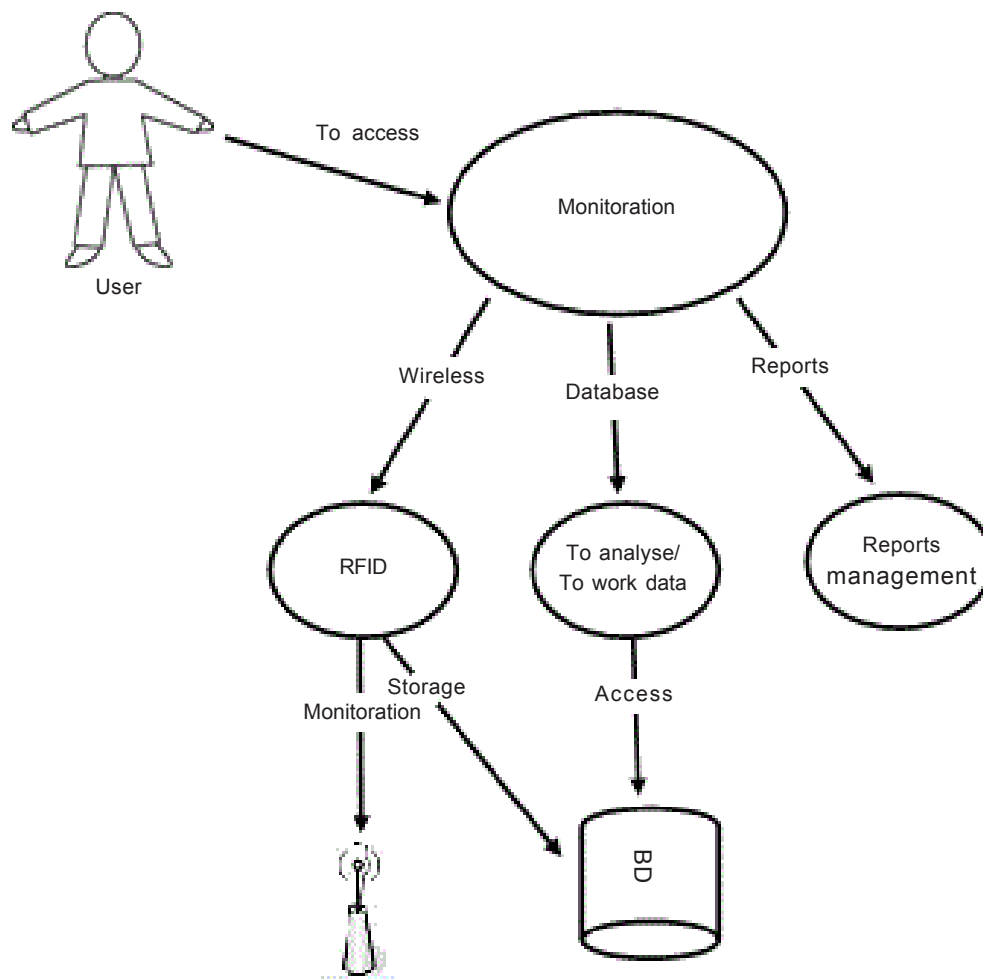 To access
Monitoration
User
Wireless
Database
Reports
RFID
To analyse/
To work data
Reports
management
Storage
Monitoration
Access
BD